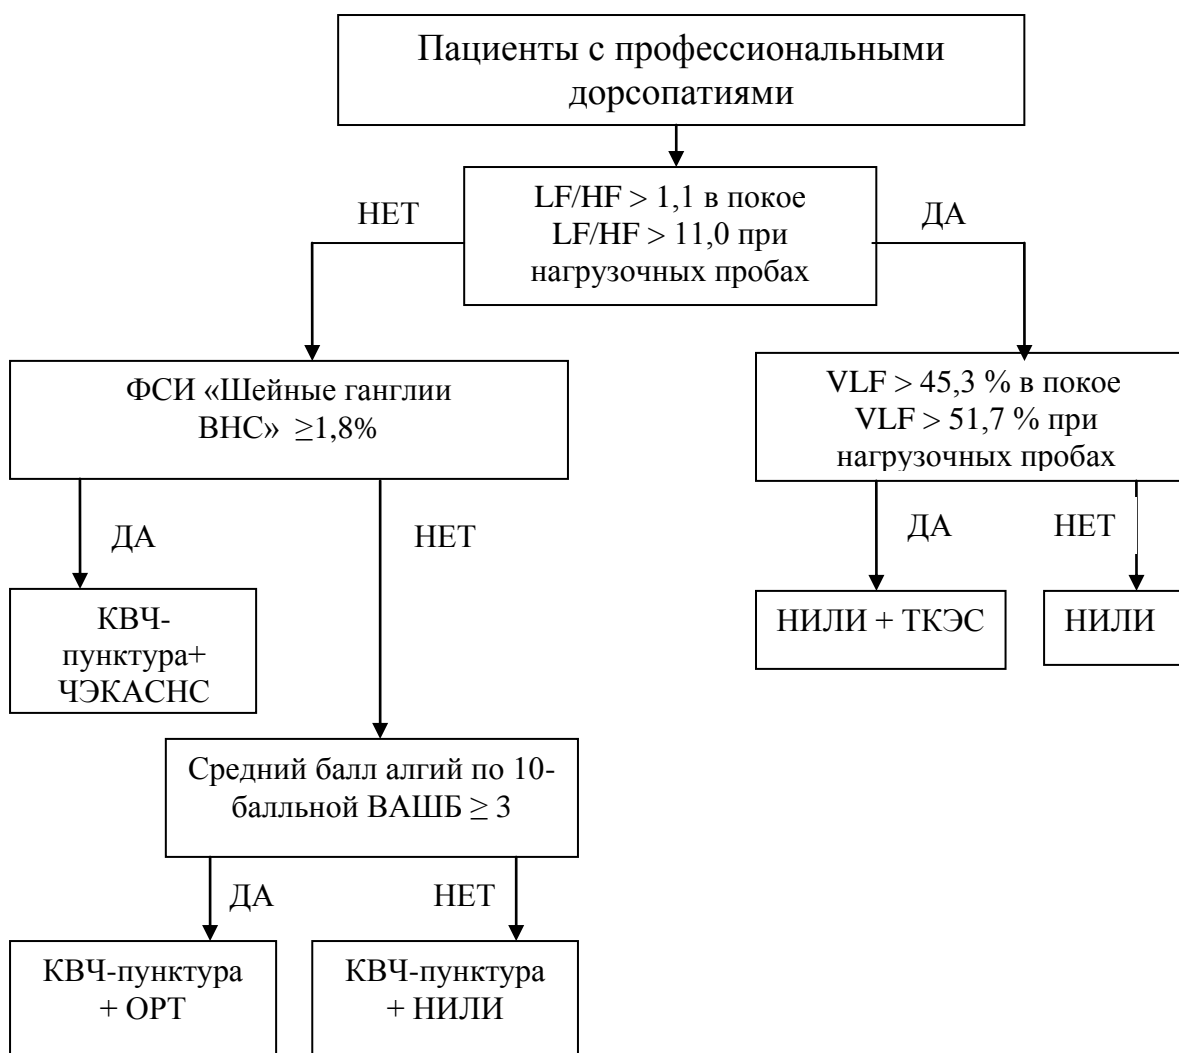 Пациенты с профессиональными
дорсопатиями
LF/HF > 1,1 в покое
LF/HF > 11,0 при
нагрузочных пробах
НЕТ
ДА
ФСИ «Шейные ганглии
ВНС» ≥1,8%
VLF > 45,3 % в покое
VLF > 51,7 % при
нагрузочных пробах
ДА
НЕТ
ДА
НЕТ
КВЧ-
пунктура+
ЧЭКАСНС
НИЛИ + ТКЭС
НИЛИ
Средний балл алгий по 10-
балльной ВАШБ ≥ 3
ДА
НЕТ
КВЧ-пунктура
+ ОРТ
КВЧ-пунктура
+ НИЛИ